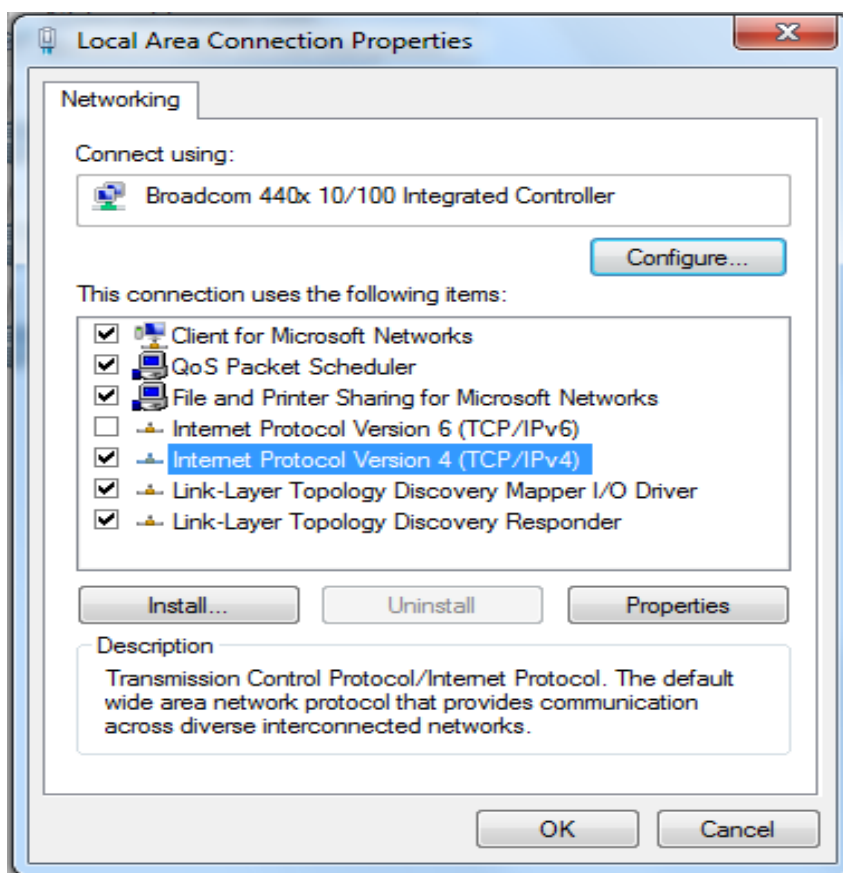 Local Area Connection Properties
Networking
Connect using:
Broadcom 440x 10/100 Integrated Controller
Configure...
This connection uses the following items:
Client for Microsoft Networks
QoS Packet Scheduler
File and Printer Sharing for Microsoft Networks
Internet Protocol Version 6 (TCP/IPv6)
Internet Protocol Version 4 (TCP/IPv4)
Link-Layer Topology Discovery Mapper I/O Driver
Link-Layer Topology Discovery Responder
Install...
Uninstall
Properties
Description
Transmission Control Protocol/Internet Protocol. The default
wide area network protocol that provides communication
across diverse interconnected networks.
OK
Cancel